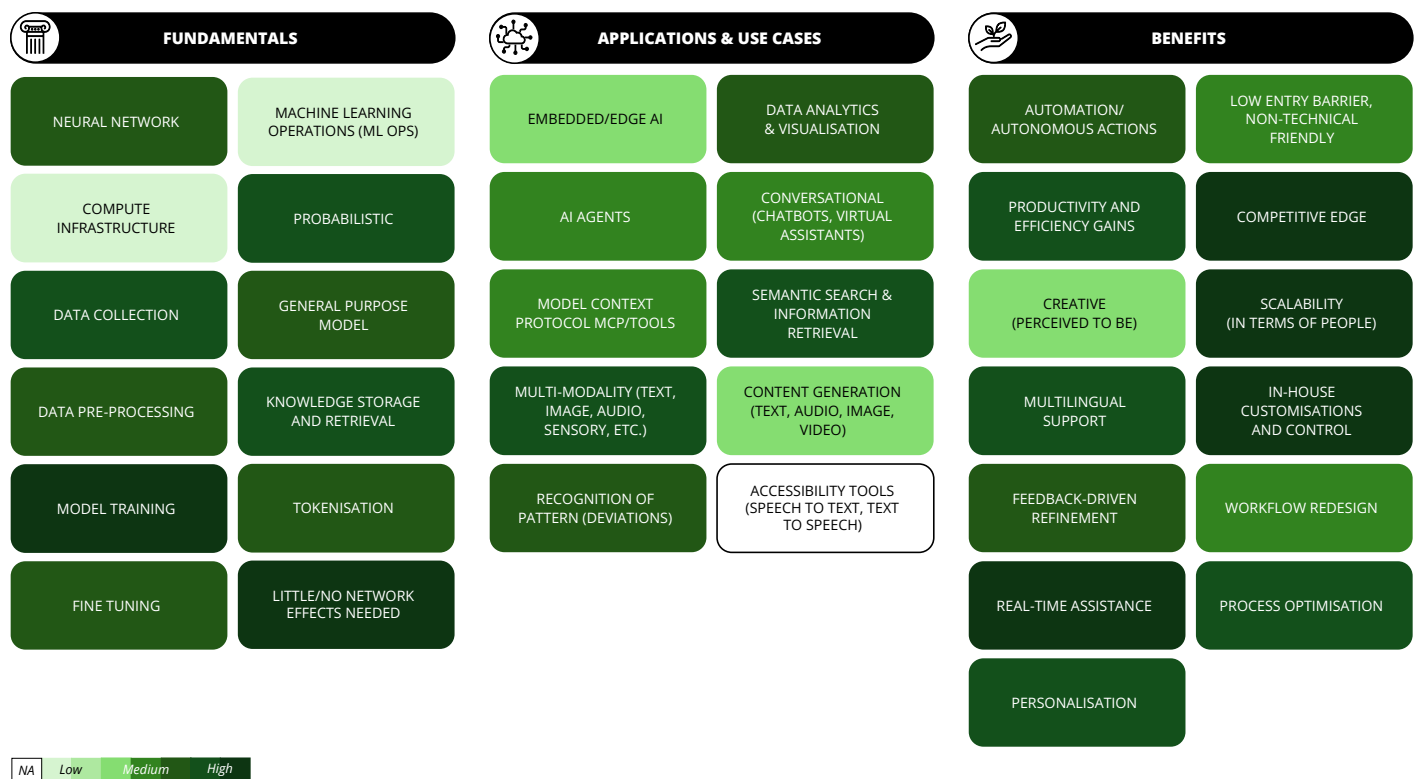 FUNDAMENTALS
NEURAL NETWORK
MACHINE LEARNING
OPERATIONS (ML OPS)
COMPUTE
INFRASTRUCTURE
PROBABILISTIC
DATA COLLECTION
GENERAL PURPOSE
MODEL
DATA PRE-PROCESSING
KNOWLEDGE STORAGE
AND RETRIEVAL
MODEL TRAINING
TOKENISATION
FINE TUNING
LITTLE/NO NETWORK
EFFECTS NEEDED
APPLICATIONS & USE CASES
EMBEDDED/EDGE AI
DATA ANALYTICS
& VISUALISATION
AI AGENTS
CONVERSATIONAL
(CHATBOTS, VIRTUAL
ASSISTANTS)
MODEL CONTEXT
PROTOCOL MCP/TOOLS
SEMANTIC SEARCH &
INFORMATION
RETRIEVAL
MULTI-MODALITY (TEXT,
IMAGE, AUDIO,
SENSORY, ETC.)
CONTENT GENERATION
(TEXT, AUDIO, IMAGE,
VIDEO)
RECOGNITION OF
PATTERN (DEVIATIONS)
ACCESSIBILITY TOOLS
(SPEECH TO TEXT, TEXT
TO SPEECH)
BENEFITS
AUTOMATION/
AUTONOMOUS ACTIONS
LOW ENTRY BARRIER,
NON-TECHNICAL
FRIENDLY
PRODUCTIVITY AND
EFFICIENCY GAINS
COMPETITIVE EDGE
CREATIVE
(PERCEIVED TO BE)
SCALABILITY
(IN TERMS OF PEOPLE)
MULTILINGUAL
SUPPORT
IN-HOUSE
CUSTOMISATIONS
AND CONTROL
FEEDBACK-DRIVEN
REFINEMENT
WORKFLOW REDESIGN
REAL-TIME ASSISTANCE
PROCESS OPTIMISATION
PERSONALISATION
NA Low Medium High